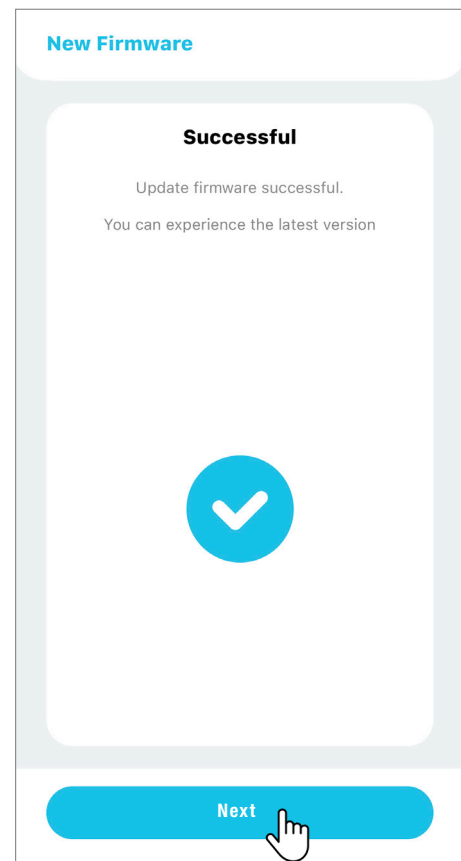 New Firmware
Successful
Update firmware successful.
You can experience the latest version
Next